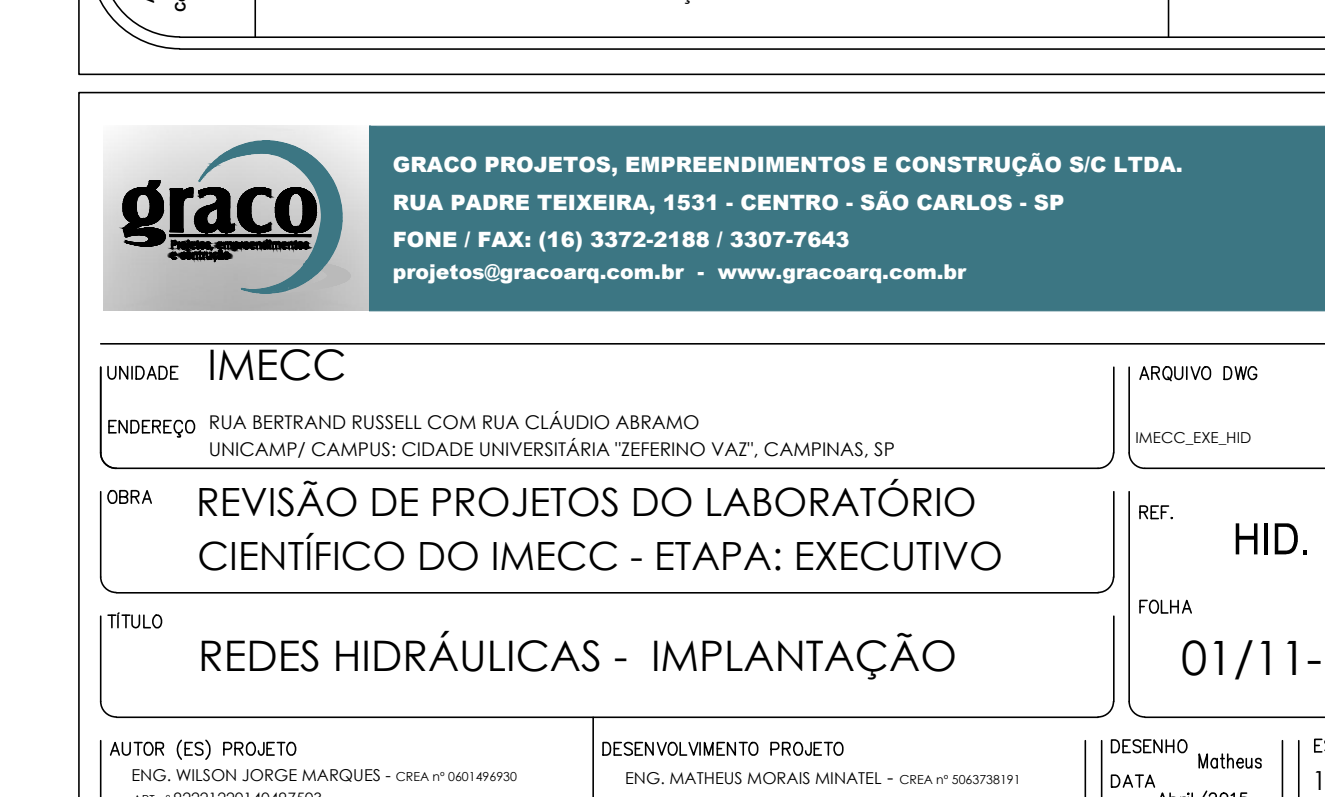 graco
Projetos, empreendimentos
GRACO PROJETOS, EMPREENDIMENTOS E CONSTRUÇÃO S/C LTDA.
RUA PADRE TEIXEIRA, 1531 - CENTRO - SÃO CARLOS - SP
FONE / FAX: (16) 3372-2188 / 3307-7643
projetos@gracoarq.com.br - www.gracoarq.com.br
UNIDADE IMECC
ENDEREÇO RUA BERTRAND RUSSELL COM RUA CLÁUDIO ABRAMO
UNICAMP/ CAMPUS: CIDADE UNIVERSITÁRIA "ZEFERINO VAZ", CAMPINAS, SP
ARQUIVO DWG
IMECC_EXE_HID
OBRA REVISÃO DE PROJETOS DO LABORATÓRIO
CIENTÍFICO DO IMECC - ETAPA: EXECUTIVO
REF.
HID.
TÍTULO
REDES HIDRÁULICAS - IMPLANTAÇÃO
FOLHA
01/11-
AUTOR (ES) PROJETO
ENG. WILSON JORGE MARQUES - CREA nº 0601496930
DESENVOLVIMENTO PROJETO
ENG. MATHEUS MORAIS MINATEL - CREA nº 5063738191
DESENHO Matheus
DATA Abril/2015